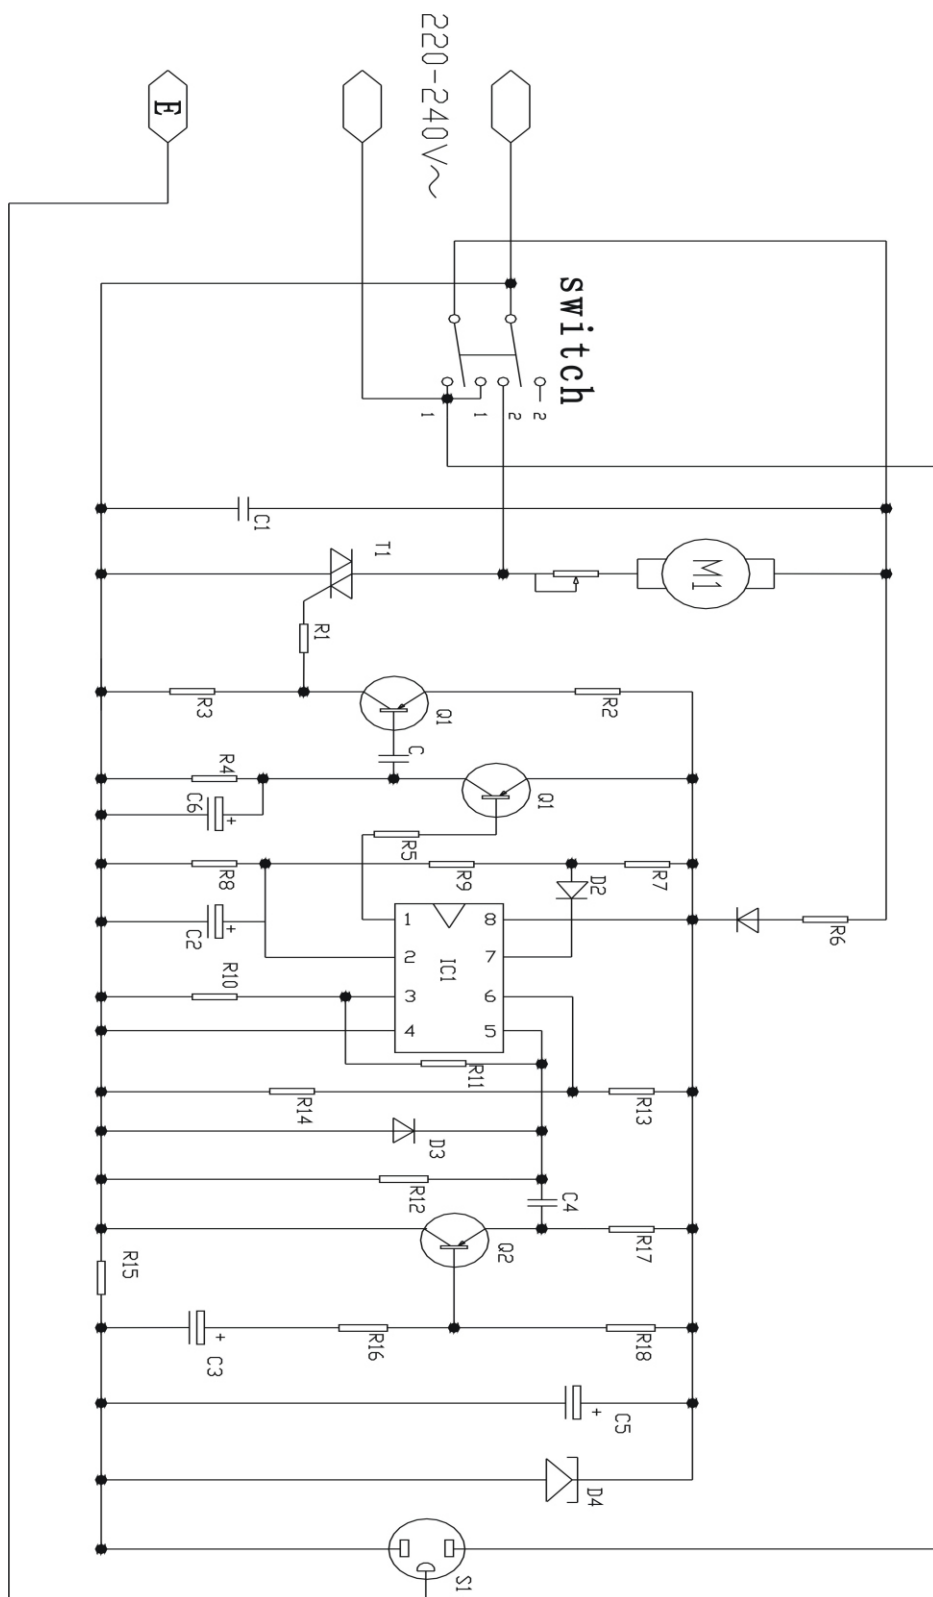 220-240V~
E
switch
1
1
2
2
C1
T1
M1
R1
R3
Q1
R2
C
R4
C6
Q1
R5
R8
R9
D2
R7
C2
+
+
1
2
3
4
IC1
8
7
6
5
R6
R10
R11
R14
R13
D3
R12
C4
Q2
R17
R15
+
C3
R16
R18
+
C5
D4
S1